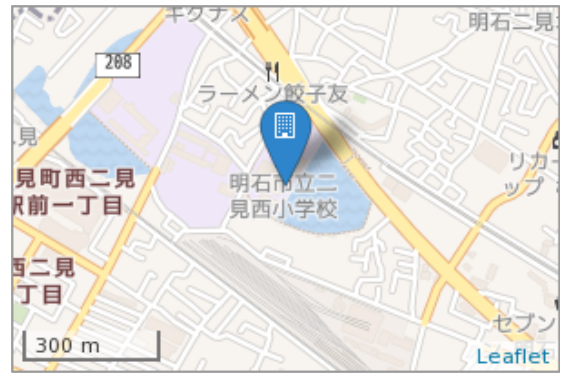 キクナス
明石二見
208
ラーメン餃子友
見
リカー
ップ
見町西二見
駅前一丁目
明石市立二
見西小学校
西二見
丁目
セブン
300 m
Leaflet